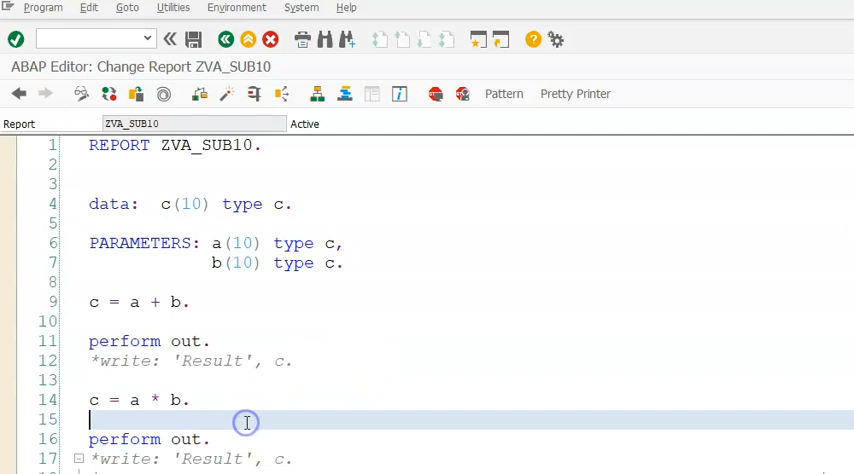 Program Edit Goto Utilities Environment System Help
ABAP Editor: Change Report ZVA_SUB10
Pattern Pretty Printer
Report ZVA_SUB10 Active
1 REPORT ZVA_SUB10.
2
3
4 data: c(10) type c.
5
6 PARAMETERS: a(10) type c,
7 b(10) type c.
8
9 c = a + b.
10
11 perform out.
12 *write: 'Result', c.
13
14 c = a * b.
15
16 perform out.
17 *write: 'Result', c.